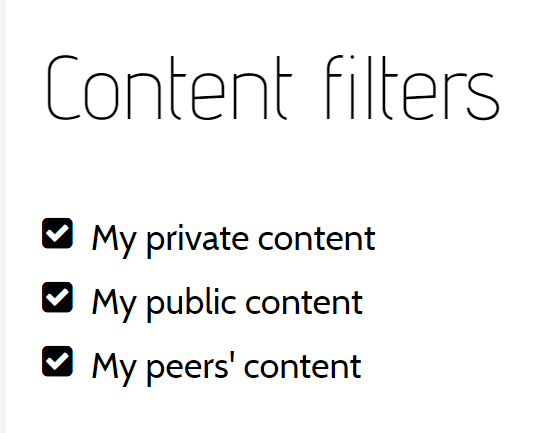 Content filters
My private content
My public content
My peers' content